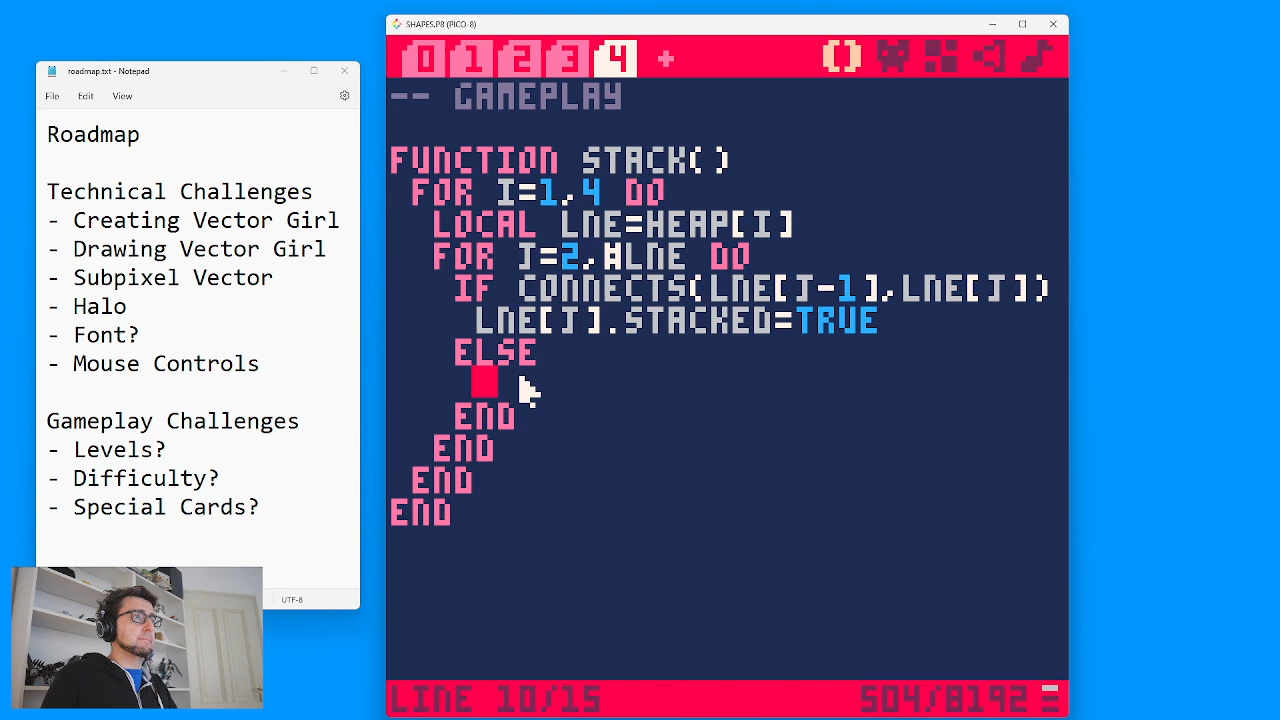 SHAPES.P8 (PICO-8)
roadmap.txt - Notepad
File Edit View
Roadmap
Technical Challenges
- Creating Vector Girl
- Drawing Vector Girl
- Subpixel Vector
- Halo
- Font?
- Mouse Controls
Gameplay Challenges
- Levels?
- Difficulty?
- Special Cards?
UTF-8
0 1 2 3 4 +
-- GAMEPLAY
FUNCTION STACK()
FOR I=1,4 DO
LOCAL LNE=HEAP[I]
FOR J=2,#LNE DO
IF CONNECTS(LNE[J-1],LNE[J])
LNE[J].STACKED=TRUE
ELSE
END
END
END
END
LINE 10/15
504/8192